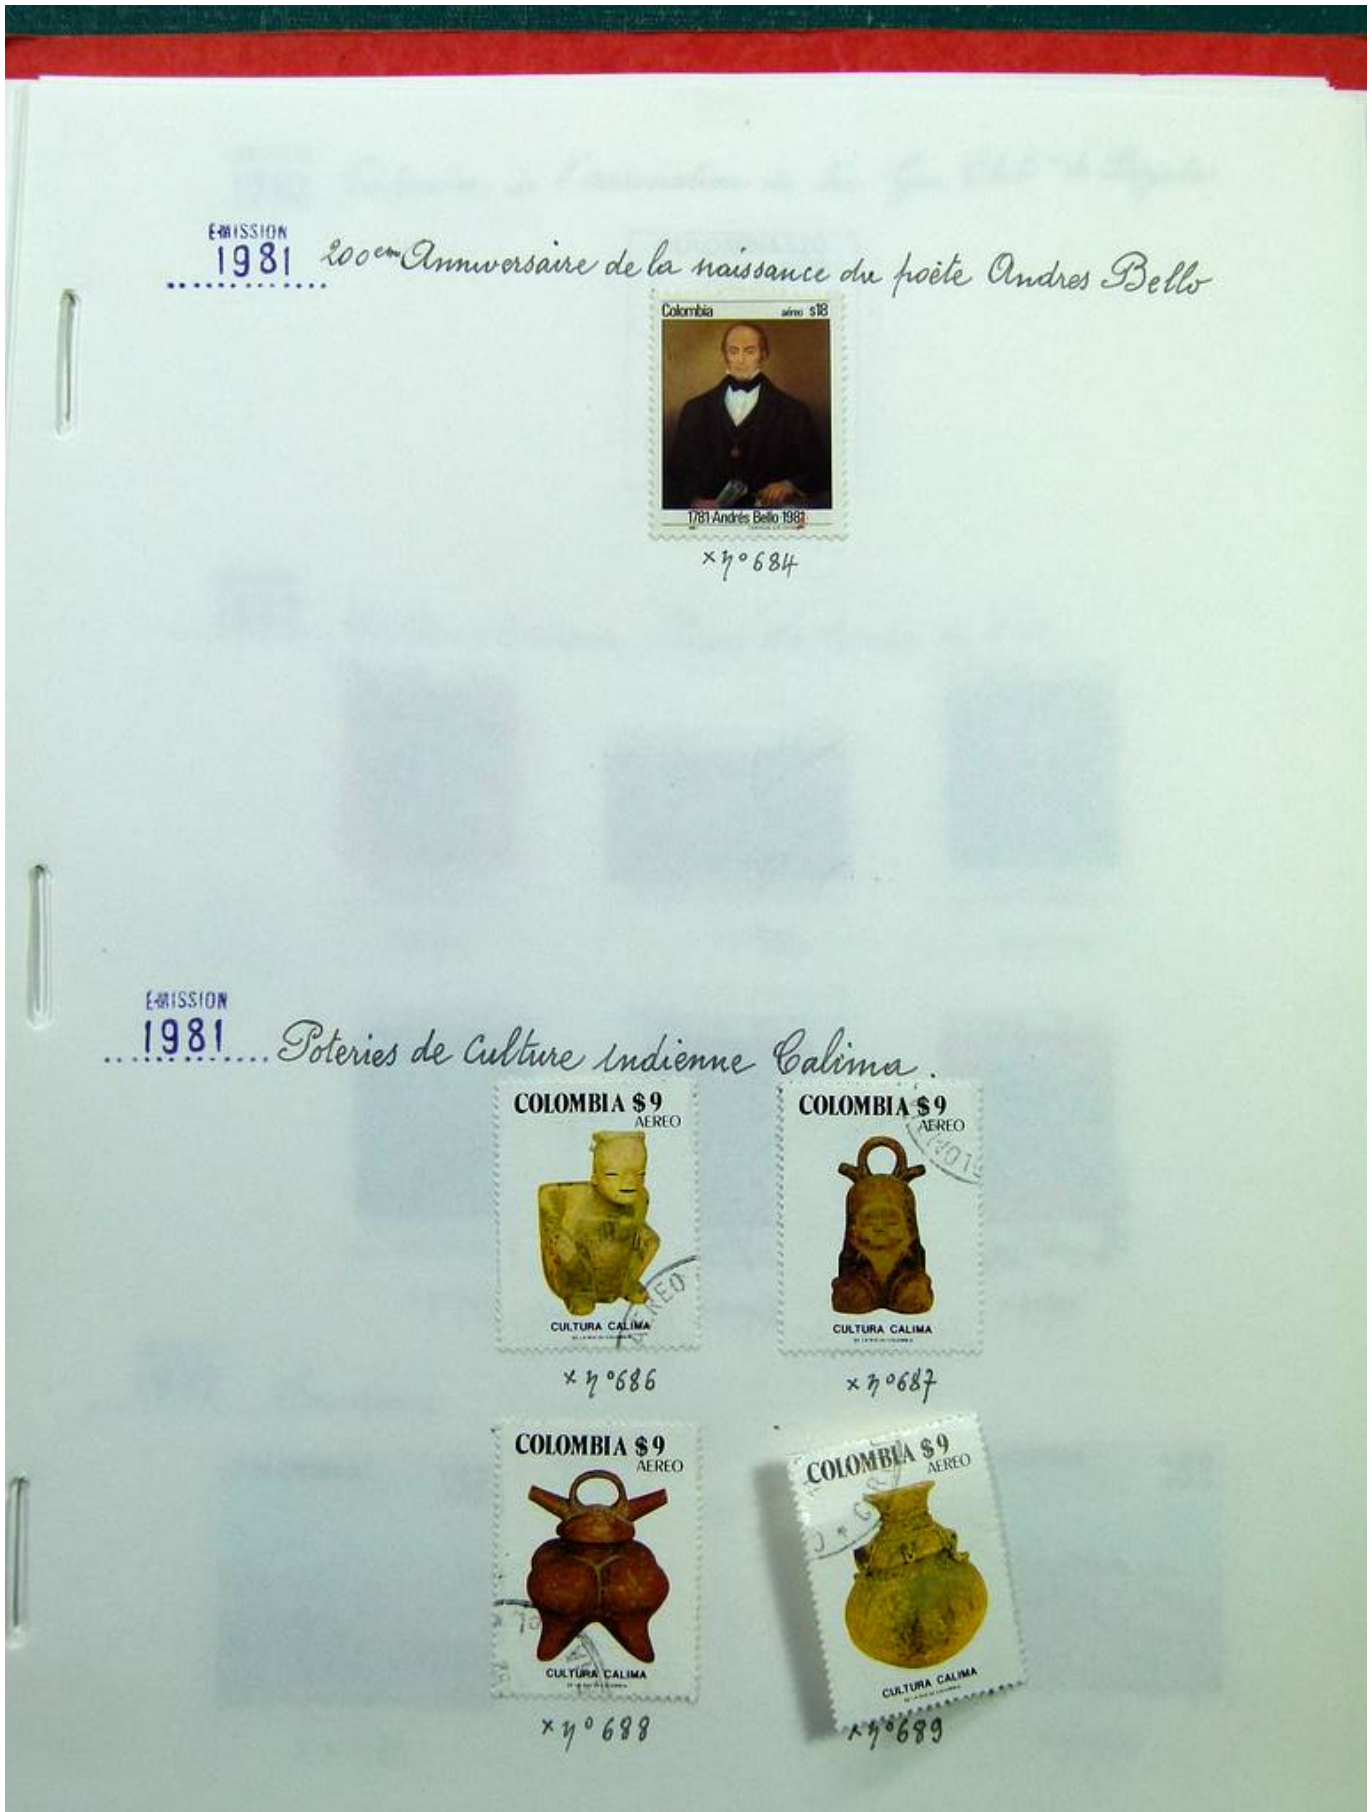 EMISSION
1981
200em Anniversaire de la naissance du poète Andres Bello
Colombia aéreo $18
1781 Andrés Bello 1981
x n° 684
EMISSION
1981
Poteries de Culture indienne Calima.
COLOMBIA $9
AEREO
EREO
CULTURA CALIMA
x n° 686
COLOMBIA $9
AEREO
CULTURA CALIMA
x n° 687
COLOMBIA $9
AEREO
CULTURA CALIMA
x n° 688
COLOMBIA $9
AEREO
CULTURA CALIMA
x n° 689